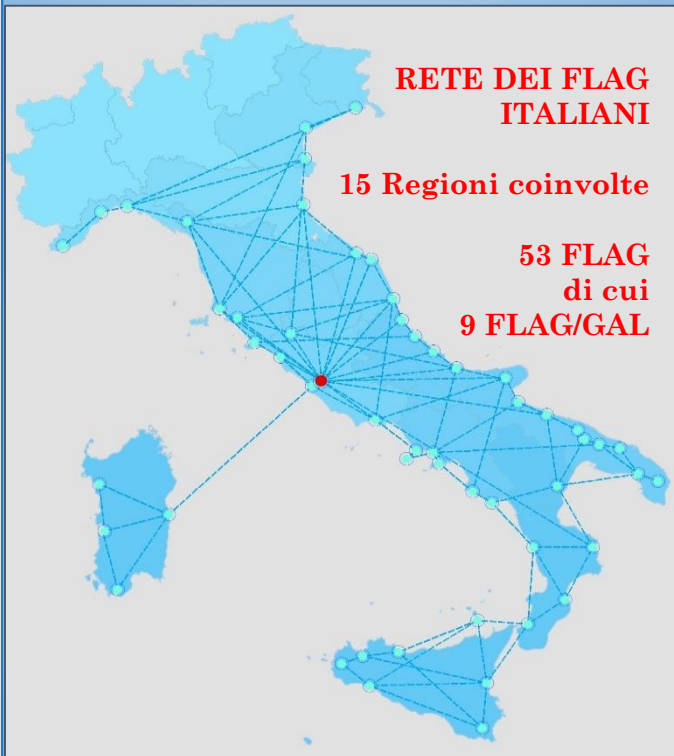 RETE DEI FLAG
ITALIANI
15 Regioni coinvolte
53 FLAG
di cui
9 FLAG/GAL